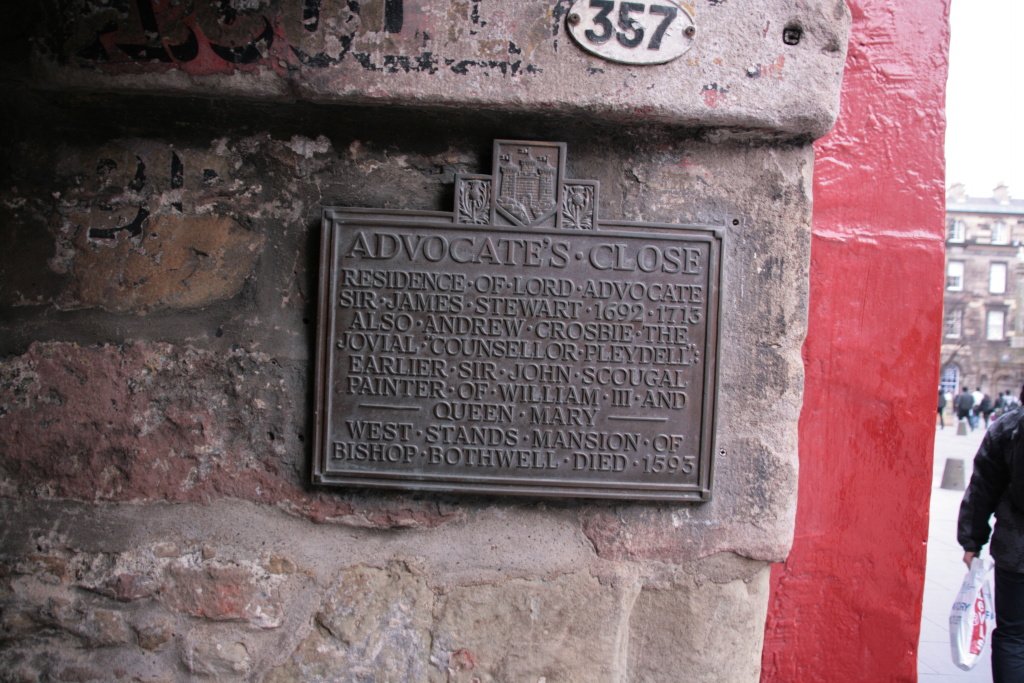 357
ADVOCATE'S · CLOSE
RESIDENCE · OF · LORD · ADVOCATE
SIR · JAMES · STEWART · 1692 · 1713
ALSO · ANDREW · CROSBIE · THE
JOVIAL · "COUNSELLOR · PLEYDELL":
EARLIER · SIR · JOHN · SCOUGAL
PAINTER · OF · WILLIAM · III · AND
QUEEN · MARY
WEST · STANDS · MANSION · OF
BISHOP · BOTHWELL · DIED · 1593